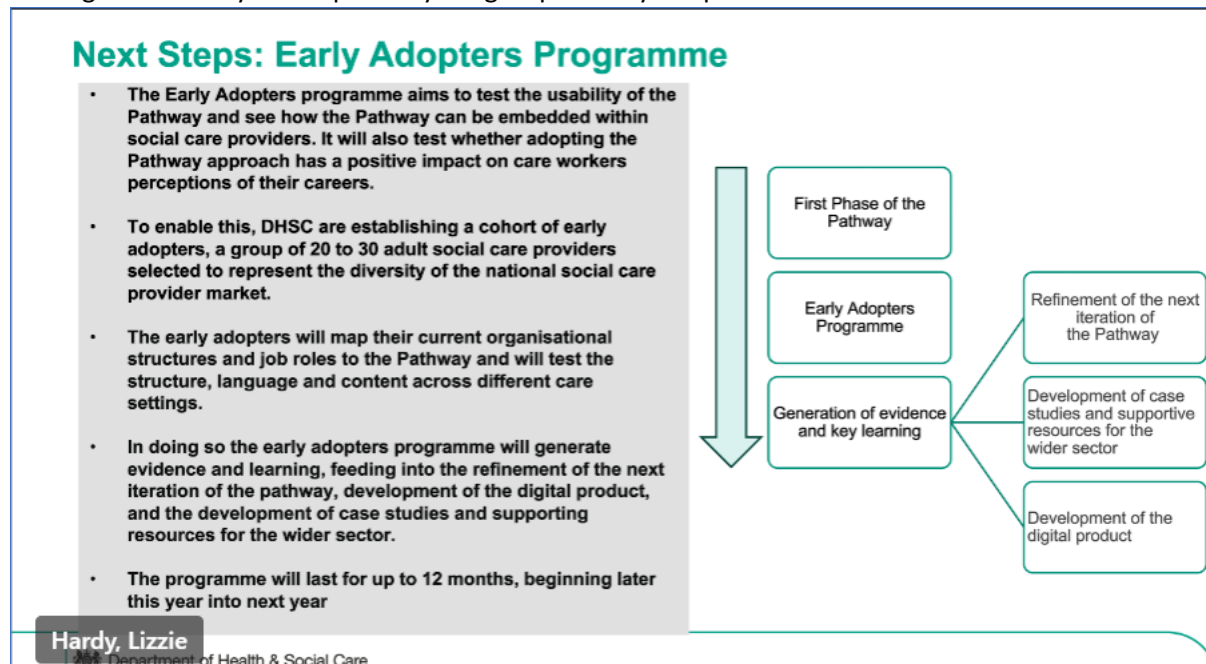 Next Steps: Early Adopters Programme
• The Early Adopters programme aims to test the usability of the
Pathway and see how the Pathway can be embedded within
social care providers. It will also test whether adopting the
Pathway approach has a positive impact on care workers
perceptions of their careers.
• To enable this, DHSC are establishing a cohort of early
adopters, a group of 20 to 30 adult social care providers
selected to represent the diversity of the national social care
provider market.
• The early adopters will map their current organisational
structures and job roles to the Pathway and will test the
structure, language and content across different care
settings.
• In doing so the early adopters programme will generate
evidence and learning, feeding into the refinement of the next
iteration of the pathway, development of the digital product,
and the development of case studies and supporting
resources for the wider sector.
• The programme will last for up to 12 months, beginning later
this year into next year
First Phase of the
Pathway
Early Adopters
Programme
Generation of evidence
and key learning
Refinement of the next
iteration of
the Pathway
Development of case
studies and supportive
resources for the
wider sector
Development of the
digital product
Hardy, Lizzie
Department of Health & Social Care